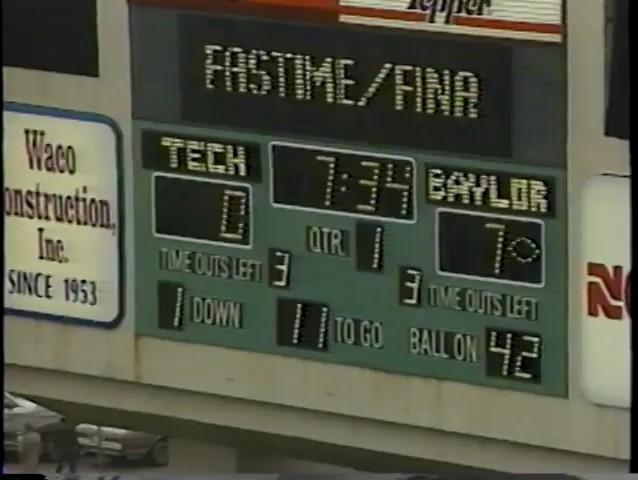 Pepper
FASTIME/FINA
TECH 7:34 BAYLOR
0 QTR 1 7
TIME OUTS LEFT 3 3 TIME OUTS LEFT
1 DOWN 11 TO GO BALL ON 42
Waco
onstruction,
Inc.
SINCE 1953
N